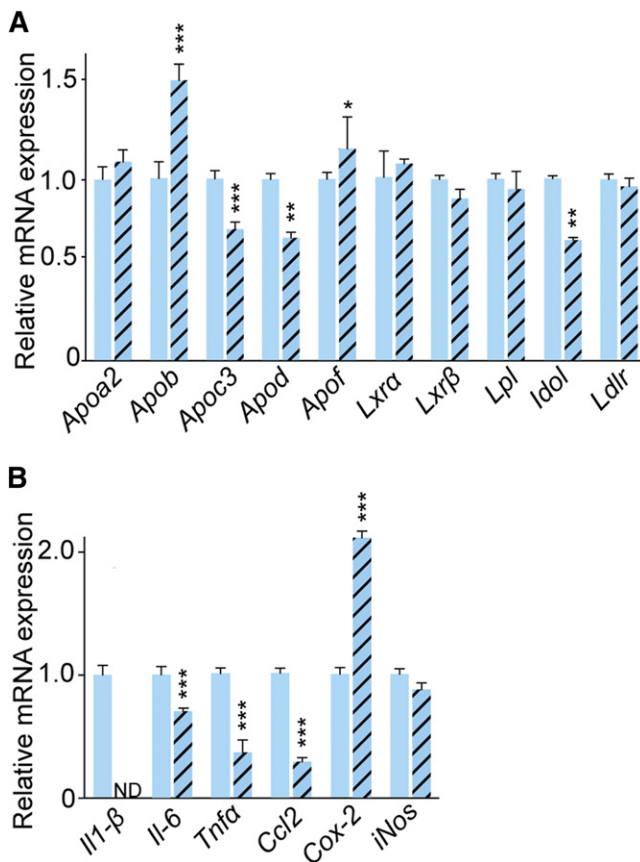 A
Relative mRNA expression
1.5
1.0
0.5
0
***
***
**
*
**
Apoa2 Apob Apoc3 Apod Apof Lxrα Lxrβ Lpl Idol Ldlr
B
Relative mRNA expression
2.0
1.0
0
ND
***
***
***
***
Il1-β Il-6 Tnfα Ccl2 Cox-2 iNos